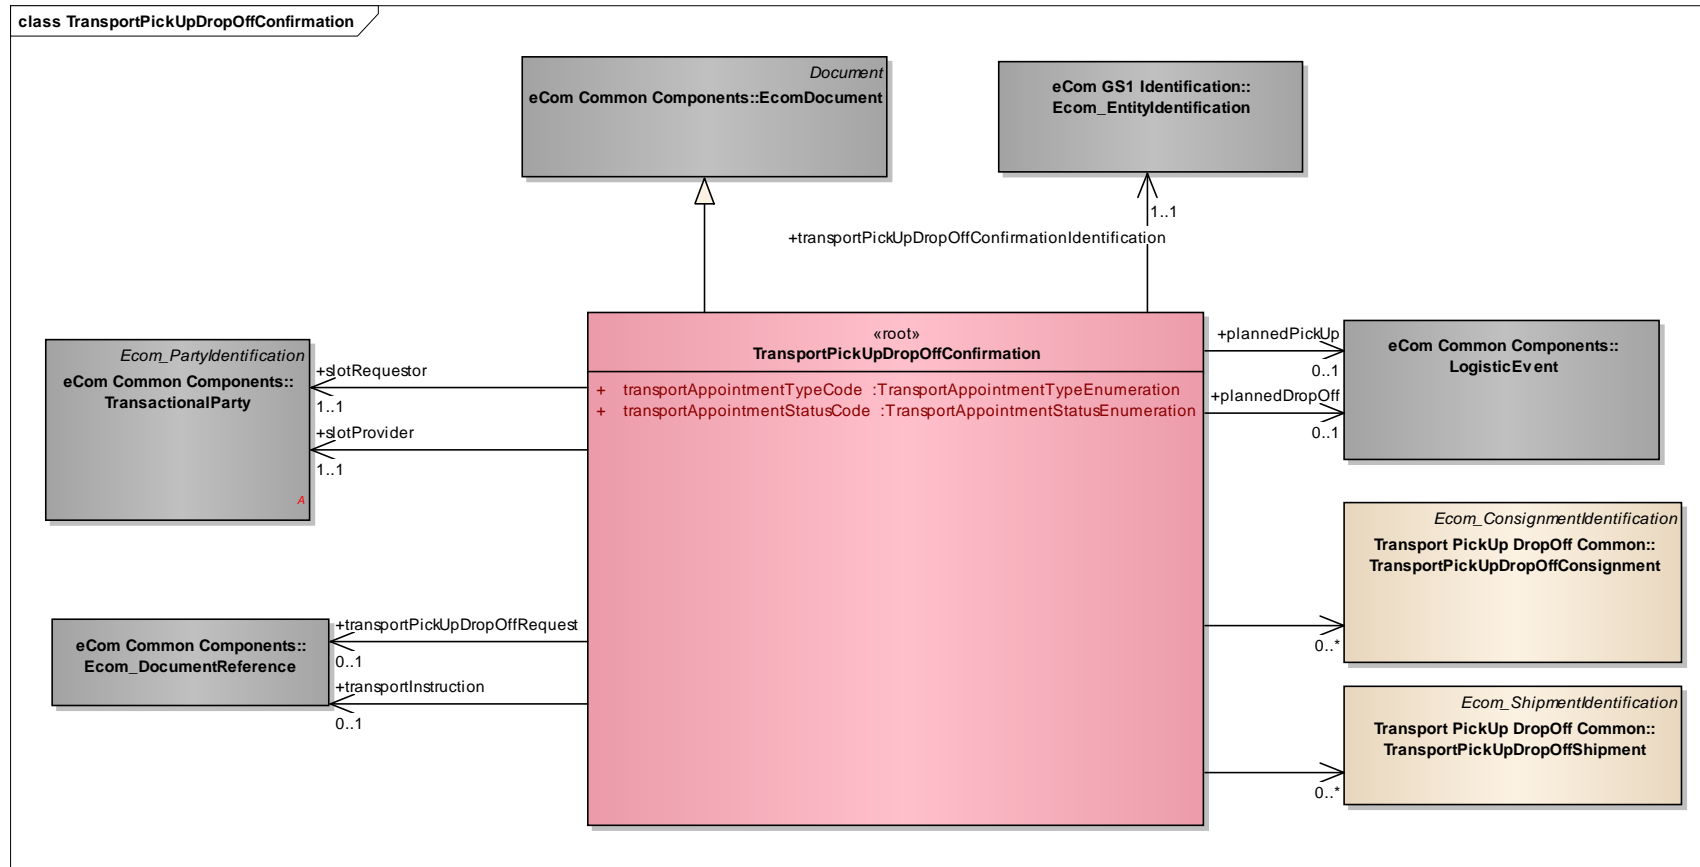 class TransportPickUpDropOffConfirmation
Document
eCom Common Components::EcomDocument
eCom GS1 Identification::
Ecom_EntityIdentification
1..1
+transportPickUpDropOffConfirmationIdentification
«root»
TransportPickUpDropOffConfirmation
+ transportAppointmentTypeCode :TransportAppointmentTypeEnumeration
+ transportAppointmentStatusCode :TransportAppointmentStatusEnumeration
Ecom_PartyIdentification
eCom Common Components::
TransactionalParty
A
+slotRequestor
1..1
+slotProvider
1..1
+plannedPickUp
0..1
+plannedDropOff
0..1
eCom Common Components::
LogisticEvent
Ecom_ConsignmentIdentification
Transport PickUp DropOff Common::
TransportPickUpDropOffConsignment
0..*
eCom Common Components::
Ecom_DocumentReference
+transportPickUpDropOffRequest
0..1
+transportInstruction
0..1
Ecom_ShipmentIdentification
Transport PickUp DropOff Common::
TransportPickUpDropOffShipment
0..*